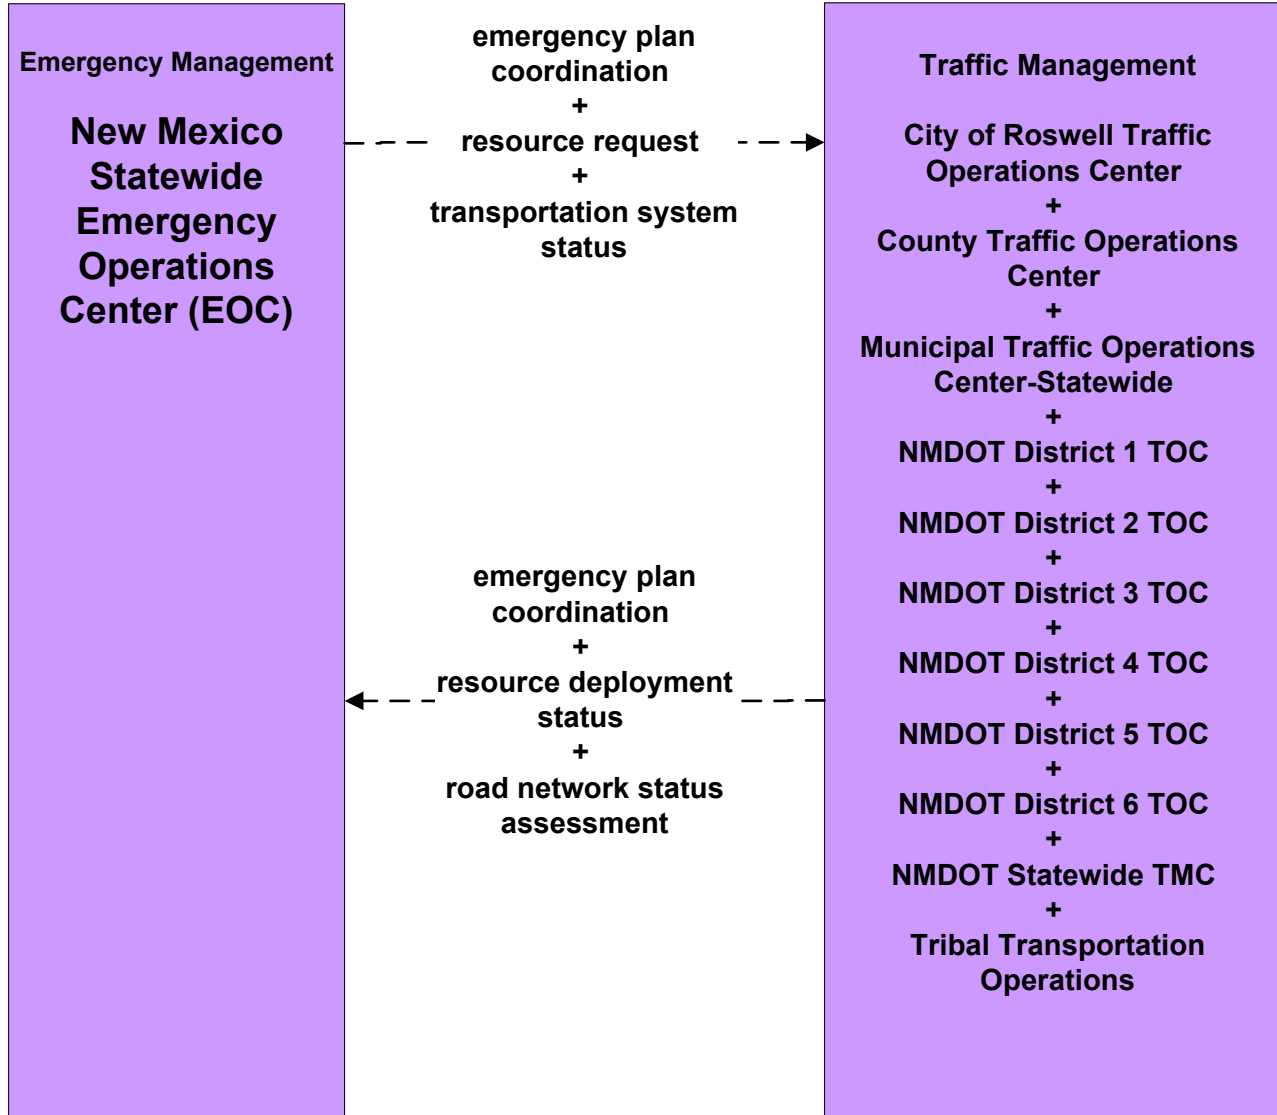 Emergency Management
New Mexico
Statewide
Emergency
Operations
Center (EOC)
emergency plan
coordination
+
resource request
+
transportation system
status
emergency plan
coordination
+
resource deployment
status
+
road network status
assessment
Traffic Management
City of Roswell Traffic
Operations Center
+
County Traffic Operations
Center
+
Municipal Traffic Operations
Center-Statewide
+
NMDOT District 1 TOC
+
NMDOT District 2 TOC
+
NMDOT District 3 TOC
+
NMDOT District 4 TOC
+
NMDOT District 5 TOC
+
NMDOT District 6 TOC
+
NMDOT Statewide TMC
+
Tribal Transportation
Operations